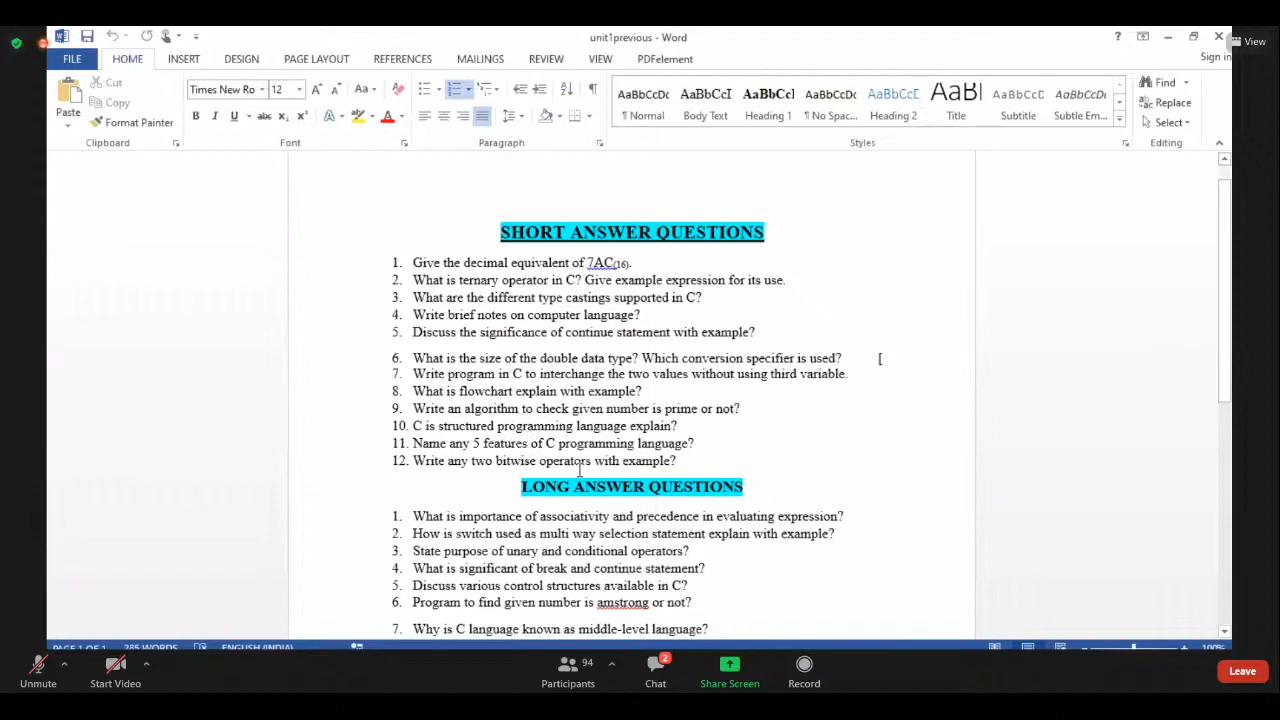 unit1previous - Word
View
Sign in
FILE HOME INSERT DESIGN PAGE LAYOUT REFERENCES MAILINGS REVIEW VIEW PDFelement
Paste
Cut
Copy
Format Painter
Clipboard
Times New Ro 12
Font
Paragraph
AaBbCcDc AaBbCcI AaBbCcI AaBbCcDc AaBbCcD AaBl AaBbCcD AaBbCcD
¶ Normal Body Text Heading 1 ¶ No Spac... Heading 2 Title Subtitle Subtle Em...
Styles
Find
Replace
Select
Editing
SHORT ANSWER QUESTIONS
1. Give the decimal equivalent of 7AC(16).
2. What is ternary operator in C? Give example expression for its use.
3. What are the different type castings supported in C?
4. Write brief notes on computer language?
5. Discuss the significance of continue statement with example?
6. What is the size of the double data type? Which conversion specifier is used? [
7. Write program in C to interchange the two values without using third variable.
8. What is flowchart explain with example?
9. Write an algorithm to check given number is prime or not?
10. C is structured programming language explain?
11. Name any 5 features of C programming language?
12. Write any two bitwise operators with example?
LONG ANSWER QUESTIONS
1. What is importance of associativity and precedence in evaluating expression?
2. How is switch used as multi way selection statement explain with example?
3. State purpose of unary and conditional operators?
4. What is significant of break and continue statement?
5. Discuss various control structures available in C?
6. Program to find given number is amstrong or not?
7. Why is C language known as middle-level language?
PAGE 1 OF 1 285 WORDS ENGLISH (INDIA) 100%
94
2
Unmute Start Video Participants Chat Share Screen Record Leave